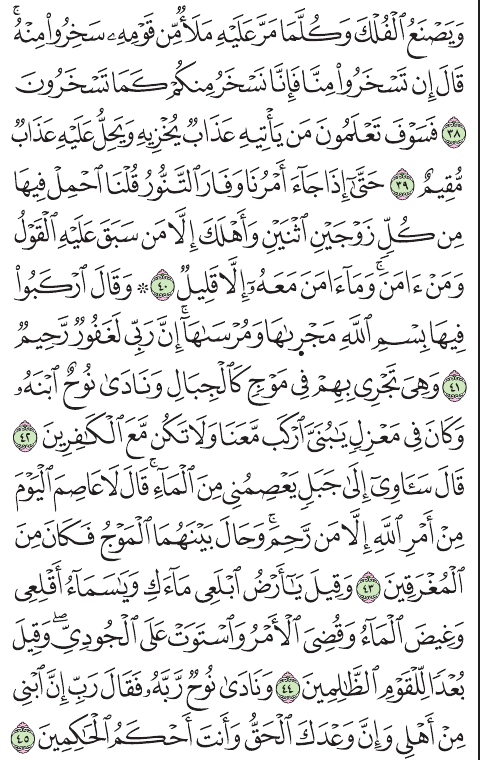 وَيَصْنَعُ ٱلْفُلْكَ وَكُلَّمَا مَرَّ عَلَيْهِ مَلَأٌ مِّن قَوْمِهِۦ سَخِرُوا۟ مِنْهُ ۚ
قَالَ إِن تَسْخَرُوا۟ مِنَّا فَإِنَّا نَسْخَرُ مِنكُمْ كَمَا تَسْخَرُونَ
٣٨ فَسَوْفَ تَعْلَمُونَ مَن يَأْتِيهِ عَذَابٌ يُخْزِيهِ وَيَحِلُّ عَلَيْهِ عَذَابٌ
مُّقِيمٌ ٣٩ حَتَّىٰٓ إِذَا جَآءَ أَمْرُنَا وَفَارَ ٱلتَّنُّورُ قُلْنَا ٱحْمِلْ فِيهَا
مِن كُلٍّ زَوْجَيْنِ ٱثْنَيْنِ وَأَهْلَكَ إِلَّا مَن سَبَقَ عَلَيْهِ ٱلْقَوْلُ
وَمَنْ ءَامَنَ ۚ وَمَآ ءَامَنَ مَعَهُۥٓ إِلَّا قَلِيلٌ ٤٠ ۞ وَقَالَ ٱرْكَبُوا۟
فِيهَا بِسْمِ ٱللَّهِ مَجْر۪ىٰهَا وَمُرْسَىٰهَآ ۚ إِنَّ رَبِّى لَغَفُورٌ رَّحِيمٌ
٤١ وَهِىَ تَجْرِى بِهِمْ فِى مَوْجٍ كَٱلْجِبَالِ وَنَادَىٰ نُوحٌ ٱبْنَهُۥ
وَكَانَ فِى مَعْزِلٍ يَٰبُنَىَّ ٱرْكَب مَّعَنَا وَلَا تَكُن مَّعَ ٱلْكَٰفِرِينَ ٤٢
قَالَ سَـَٔاوِىٓ إِلَىٰ جَبَلٍ يَعْصِمُنِى مِنَ ٱلْمَآءِ ۚ قَالَ لَا عَاصِمَ ٱلْيَوْمَ
مِنْ أَمْرِ ٱللَّهِ إِلَّا مَن رَّحِمَ ۚ وَحَالَ بَيْنَهُمَا ٱلْمَوْجُ فَكَانَ مِنَ
ٱلْمُغْرَقِينَ ٤٣ وَقِيلَ يَٰٓأَرْضُ ٱبْلَعِى مَآءَكِ وَيَٰسَمَآءُ أَقْلِعِى
وَغِيضَ ٱلْمَآءُ وَقُضِىَ ٱلْأَمْرُ وَٱسْتَوَتْ عَلَى ٱلْجُودِىِّ ۖ وَقِيلَ
بُعْدًا لِّلْقَوْمِ ٱلظَّٰلِمِينَ ٤٤ وَنَادَىٰ نُوحٌ رَّبَّهُۥ فَقَالَ رَبِّ إِنَّ ٱبْنِى
مِنْ أَهْلِى وَإِنَّ وَعْدَكَ ٱلْحَقُّ وَأَنتَ أَحْكَمُ ٱلْحَٰكِمِينَ ٤٥